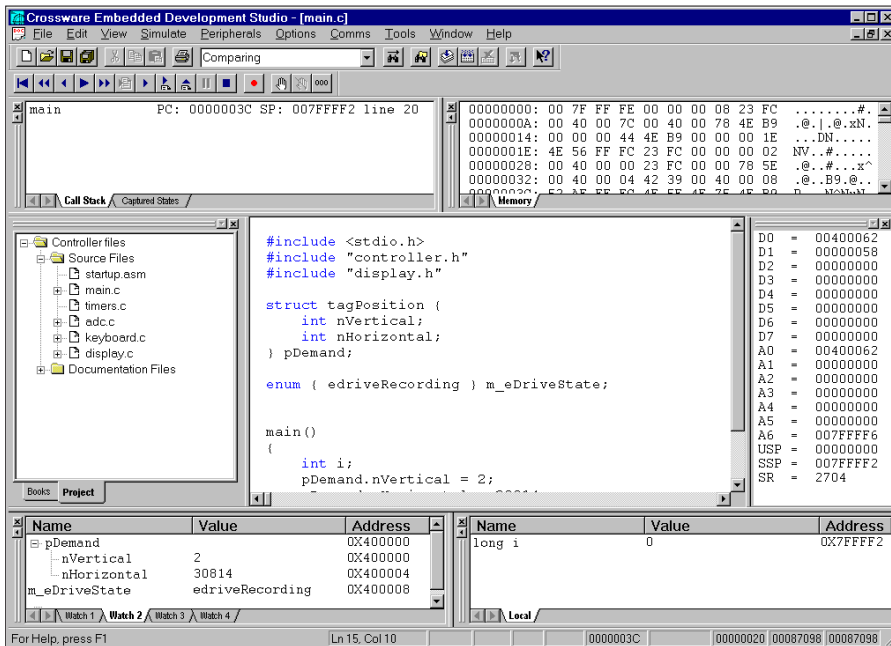 Crossware Embedded Development Studio - [main.c]
File Edit View Simulate Peripherals Options Comms Tools Window Help
Comparing
main PC: 0000003C SP: 007FFFF2 line 20
00000000: 00 7F FF FE 00 00 00 08 23 FC ........#.
0000000A: 00 40 00 7C 00 40 00 78 4E B9 .@.|.@.xN.
00000014: 00 00 00 44 4E B9 00 00 00 1E ...DN.....
0000001E: 4E 56 FF FC 23 FC 00 00 00 02 NV..#.....
00000028: 00 40 00 00 23 FC 00 00 78 5E .@..#...x^
00000032: 00 40 00 04 42 39 00 40 00 08 .@..B9.@..
Call Stack Captured States
Memory
Controller files
Source Files
startup.asm
main.c
timers.c
adc.c
keyboard.c
display.c
Documentation Files
Books Project
#include <stdio.h>
#include "controller.h"
#include "display.h"
struct tagPosition {
int nVertical;
int nHorizontal;
} pDemand;
enum { edriveRecording } m_eDriveState;
main()
{
int i;
pDemand.nVertical = 2;
D0 = 00400062
D1 = 00000058
D2 = 00000000
D3 = 00000000
D4 = 00000000
D5 = 00000000
D6 = 00000000
D7 = 00000000
A0 = 00400062
A1 = 00000000
A2 = 00000000
A3 = 00000000
A4 = 00000000
A5 = 00000000
A6 = 007FFFF6
USP = 00000000
SSP = 007FFFF2
SR = 2704
Name Value Address
pDemand 0X400000
nVertical 2 0X400000
nHorizontal 30814 0X400004
m_eDriveState edriveRecording 0X400008
Watch 1 Watch 2 Watch 3 Watch 4
Name Value Address
long i 0 0X7FFFF2
Local
For Help, press F1 Ln 15, Col 10 0000003C 00000020 00087098 00087098